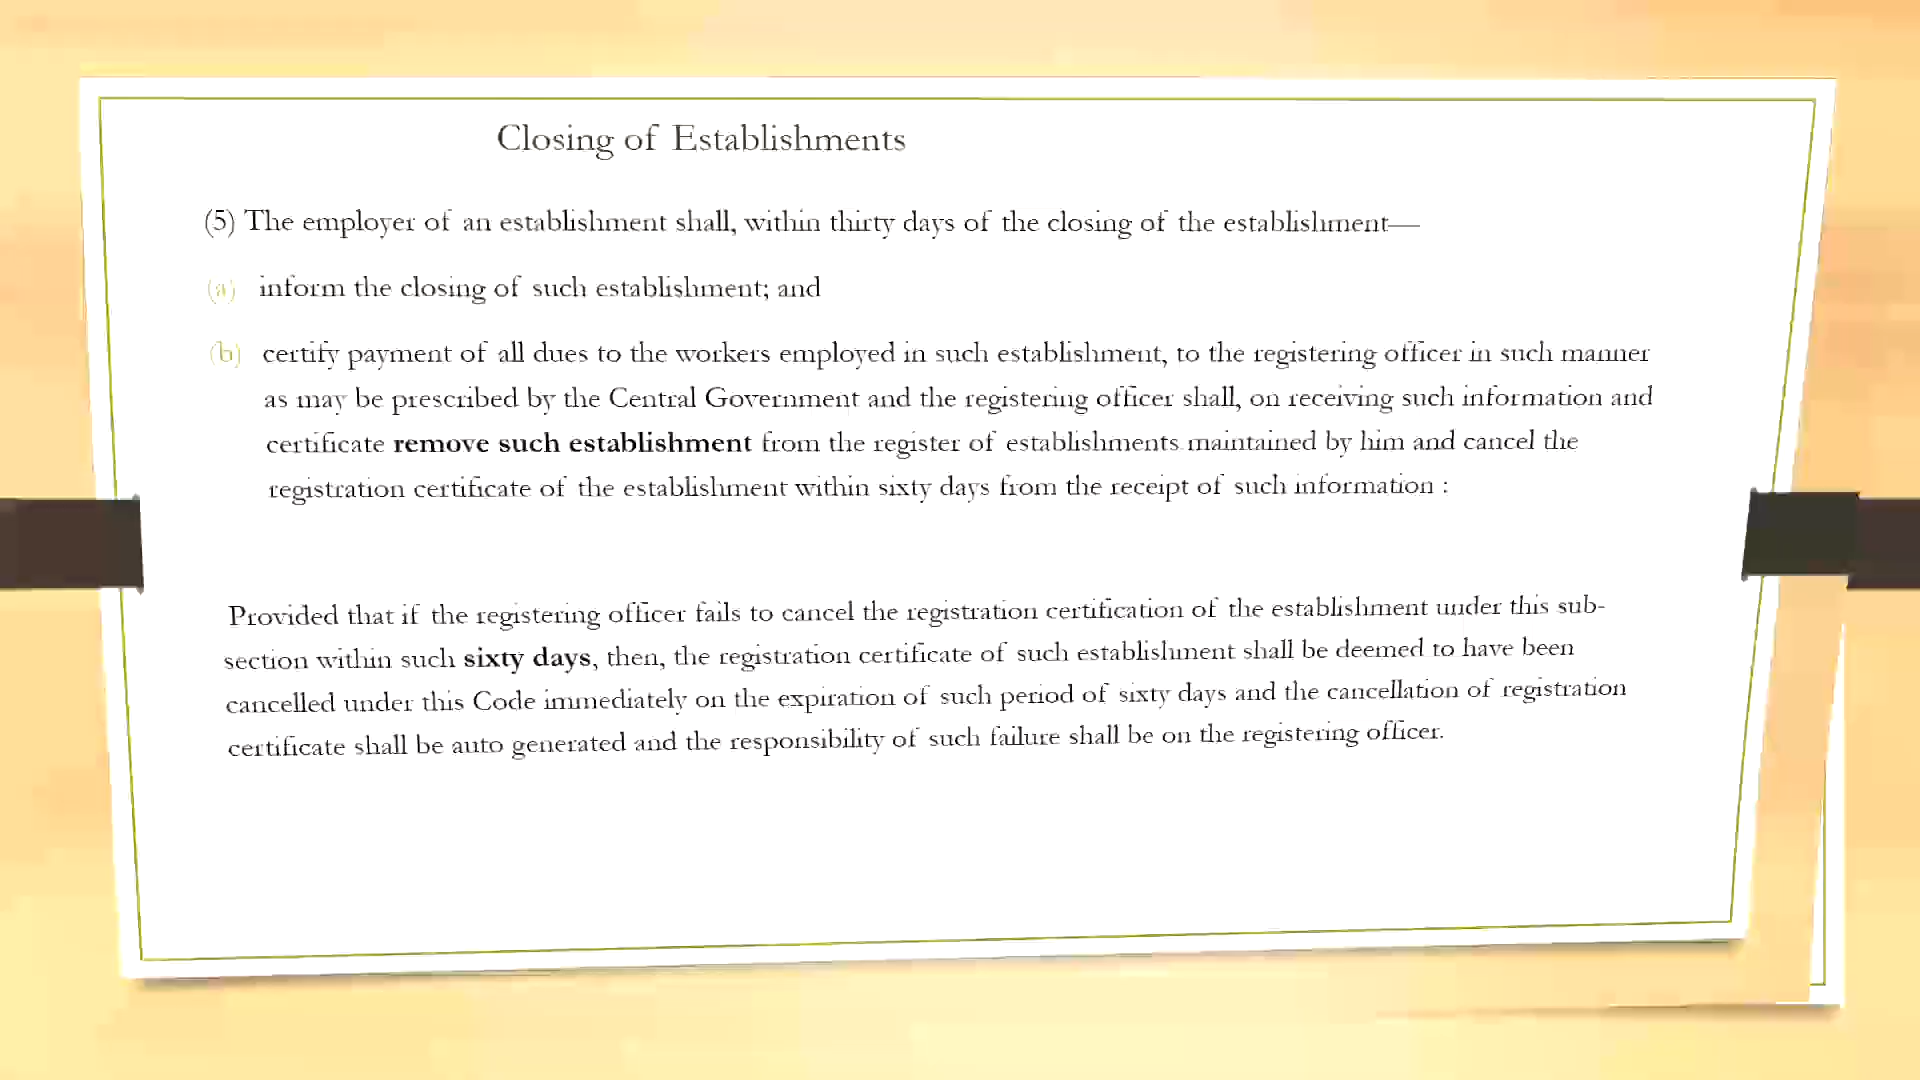 Closing of Establishments
(5) The employer of an establishment shall, within thirty days of the closing of the establishment—
(a) inform the closing of such establishment; and
(b) certify payment of all dues to the workers employed in such establishment, to the registering officer in such manner
as may be prescribed by the Central Government and the registering officer shall, on receiving such information and
certificate remove such establishment from the register of establishments maintained by him and cancel the
registration certificate of the establishment within sixty days from the receipt of such information :
Provided that if the registering officer fails to cancel the registration certification of the establishment under this sub-
section within such sixty days, then, the registration certificate of such establishment shall be deemed to have been
cancelled under this Code immediately on the expiration of such period of sixty days and the cancellation of registration
certificate shall be auto generated and the responsibility of such failure shall be on the registering officer.